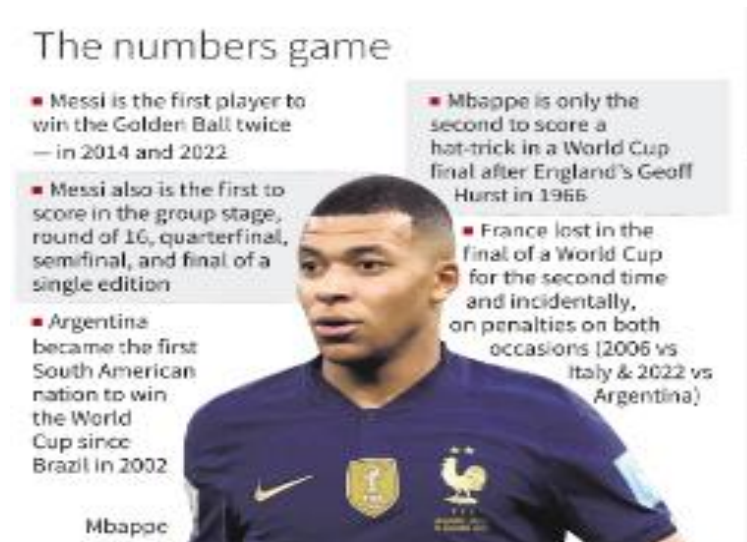 The numbers game
▪ Messi is the first player to
win the Golden Ball twice
— in 2014 and 2022
▪ Messi also is the first to
score in the group stage,
round of 16, quarterfinal,
semifinal, and final of a
single edition
▪ Argentina
became the first
South American
nation to win
the World
Cup since
Brazil in 2002
Mbappe
▪ Mbappe is only the
second to score a
hat-trick in a World Cup
final after England's Geoff
Hurst in 1966
▪ France lost in the
final of a World Cup
for the second time
and incidentally,
on penalties on both
occasions (2006 vs
Italy & 2022 vs
Argentina)